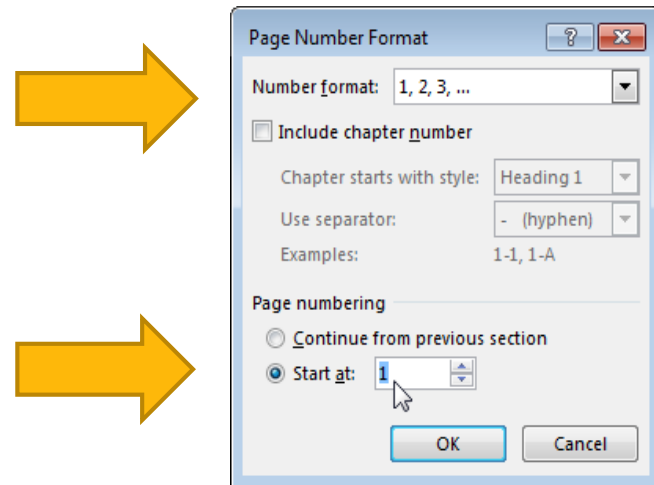 Page Number Format
Number format: 1, 2, 3, ...
Include chapter number
Chapter starts with style: Heading 1
Use separator: - (hyphen)
Examples: 1-1, 1-A
Page numbering
Continue from previous section
Start at: 1
OK Cancel